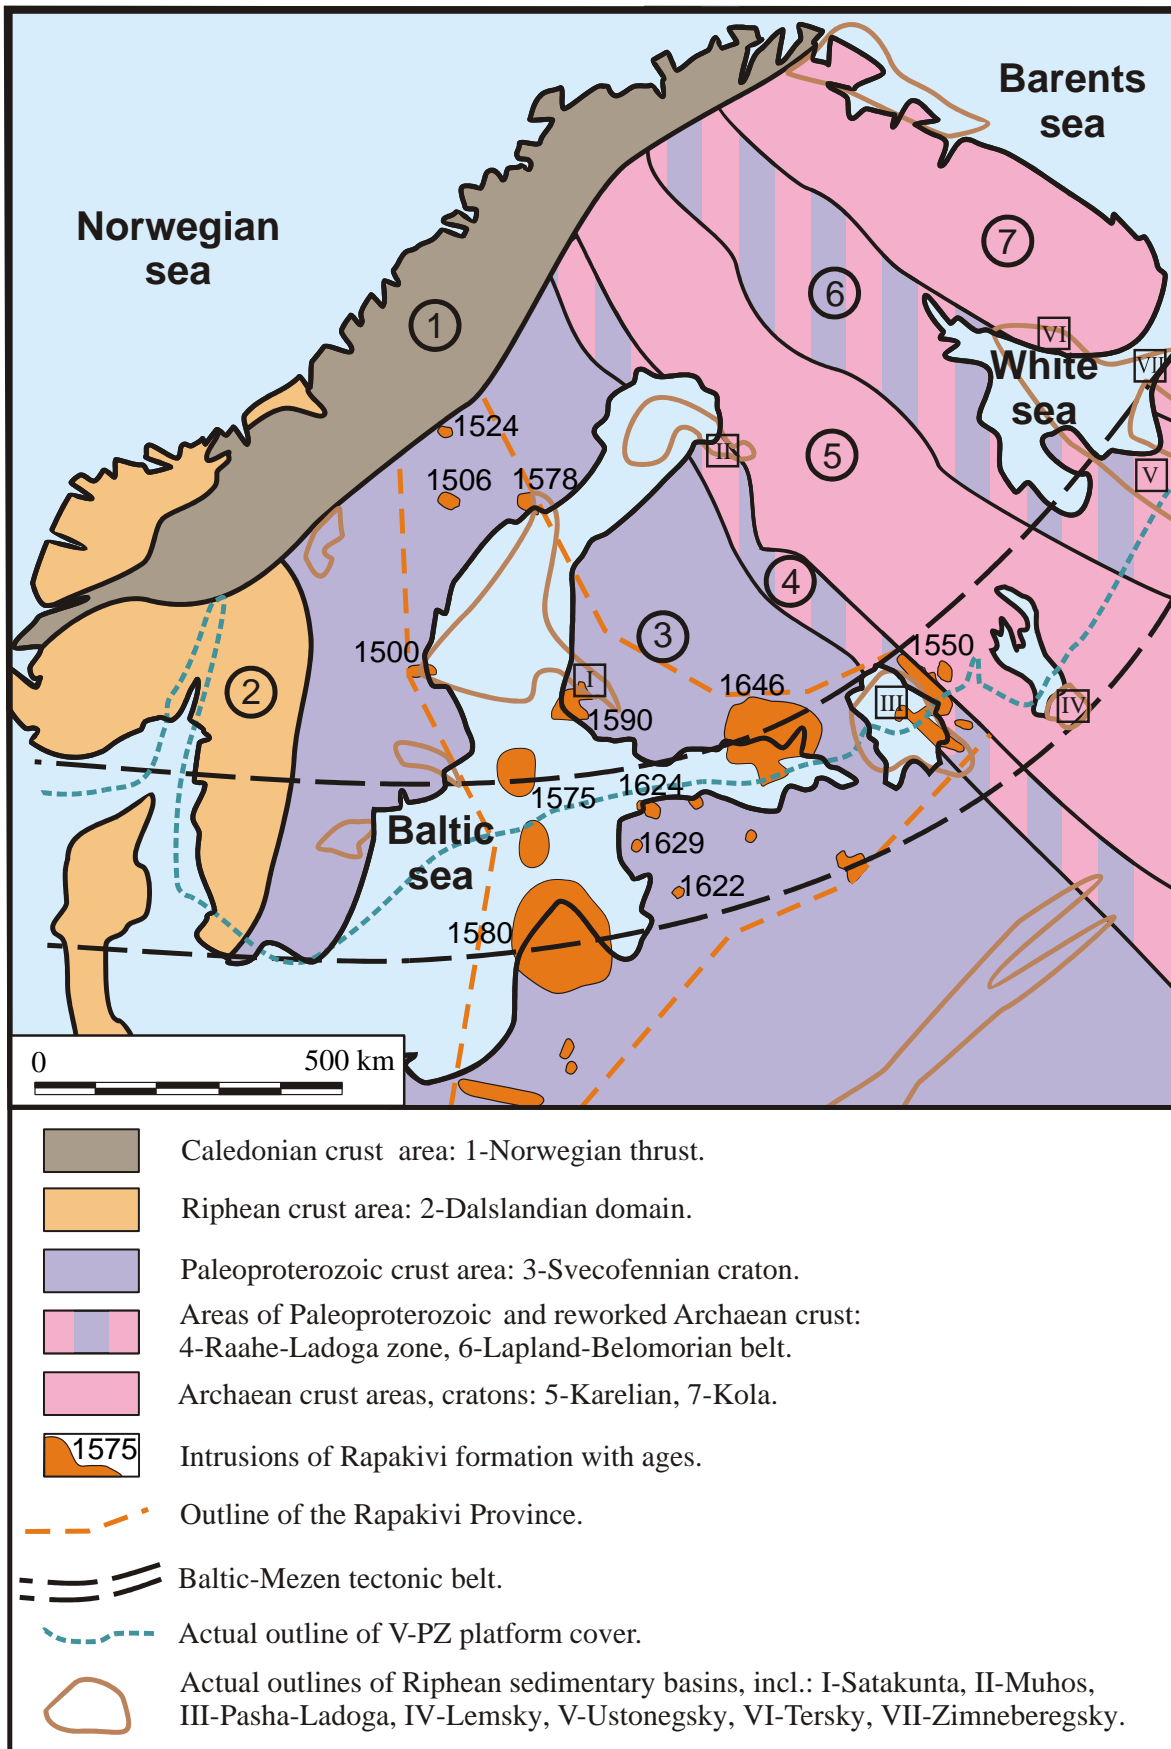 Barents
sea
Norwegian
sea
7
6
1
VI
White
sea
VII
1524
II
5
V
1506
1578
4
3
1500
1550
2
I
1646
III
IV
1590
1575
1624
Baltic
sea
1629
1622
1580
0
500 km
Caledonian crust area: 1-Norwegian thrust.
Riphean crust area: 2-Dalslandian domain.
Paleoproterozoic crust area: 3-Svecofennian craton.
Areas of Paleoproterozoic and reworked Archaean crust:
4-Raahe-Ladoga zone, 6-Lapland-Belomorian belt.
Archaean crust areas, cratons: 5-Karelian, 7-Kola.
1575
Intrusions of Rapakivi formation with ages.
Outline of the Rapakivi Province.
Baltic-Mezen tectonic belt.
Actual outline of V-PZ platform cover.
Actual outlines of Riphean sedimentary basins, incl.: I-Satakunta, II-Muhos,
III-Pasha-Ladoga, IV-Lemsky, V-Ustonegsky, VI-Tersky, VII-Zimneberegsky.